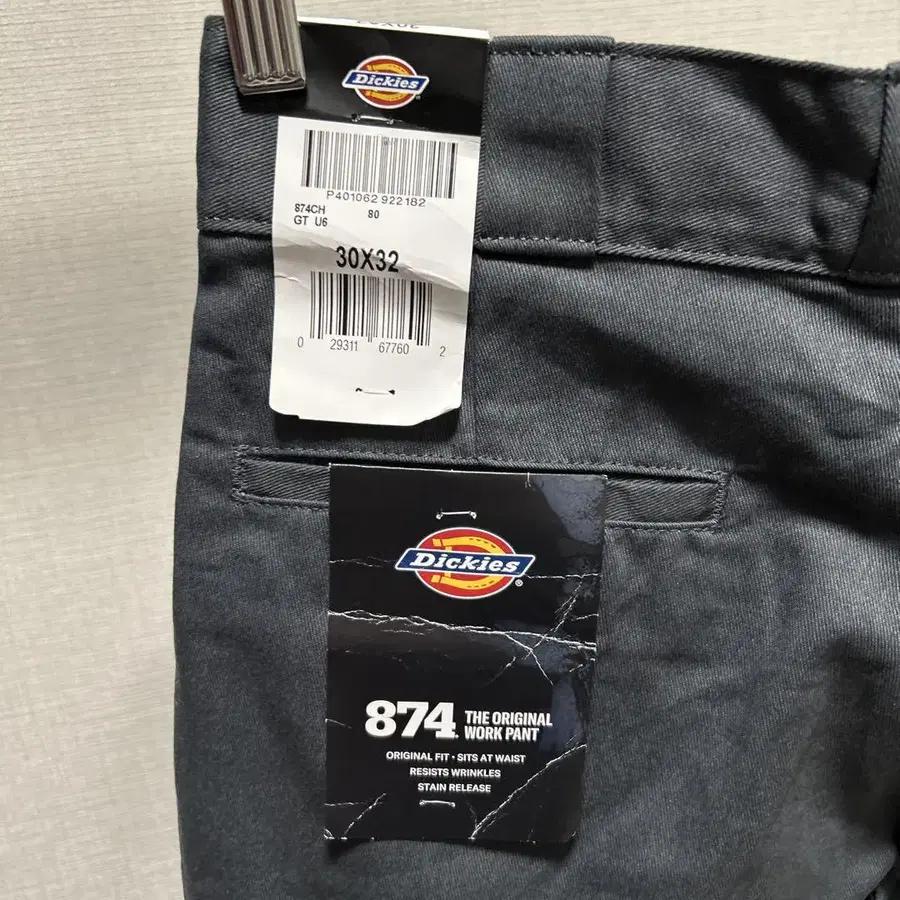 30X32
Dickies
P401062 922182
874CH 80
GT U6
30X32
0 29311 67760 2
Dickies
874 THE ORIGINAL
WORK PANT
ORIGINAL FIT · SITS AT WAIST
RESISTS WRINKLES
STAIN RELEASE